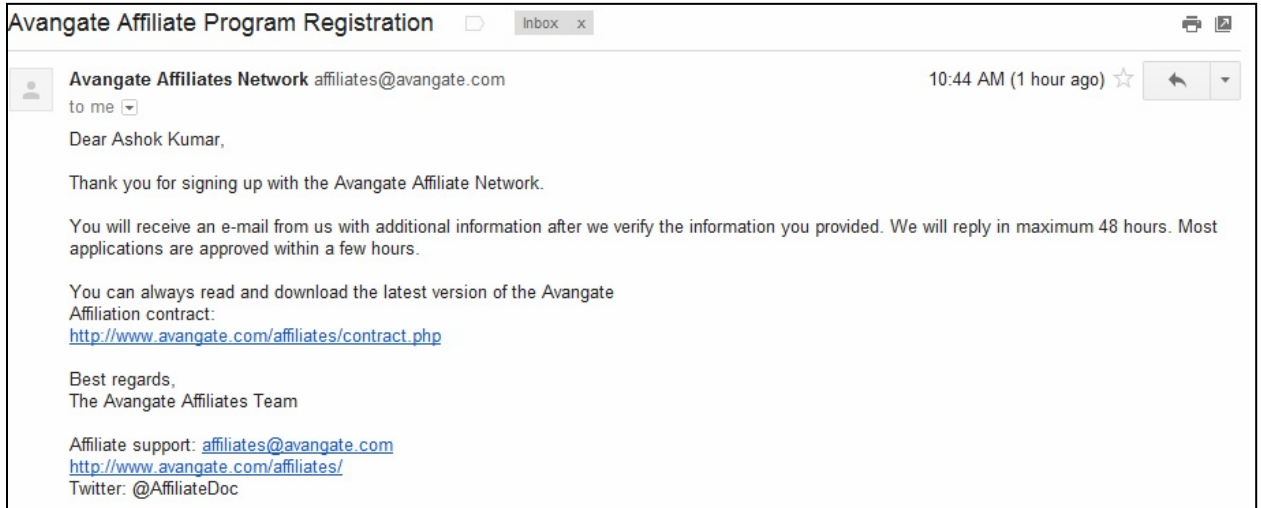 Avangate Affiliate Program Registration Inbox x
Avangate Affiliates Network affiliates@avangate.com 10:44 AM (1 hour ago)
to me
Dear Ashok Kumar,
Thank you for signing up with the Avangate Affiliate Network.
You will receive an e-mail from us with additional information after we verify the information you provided. We will reply in maximum 48 hours. Most
applications are approved within a few hours.
You can always read and download the latest version of the Avangate
Affiliation contract:
http://www.avangate.com/affiliates/contract.php
Best regards,
The Avangate Affiliates Team
Affiliate support: affiliates@avangate.com
http://www.avangate.com/affiliates/
Twitter: @AffiliateDoc